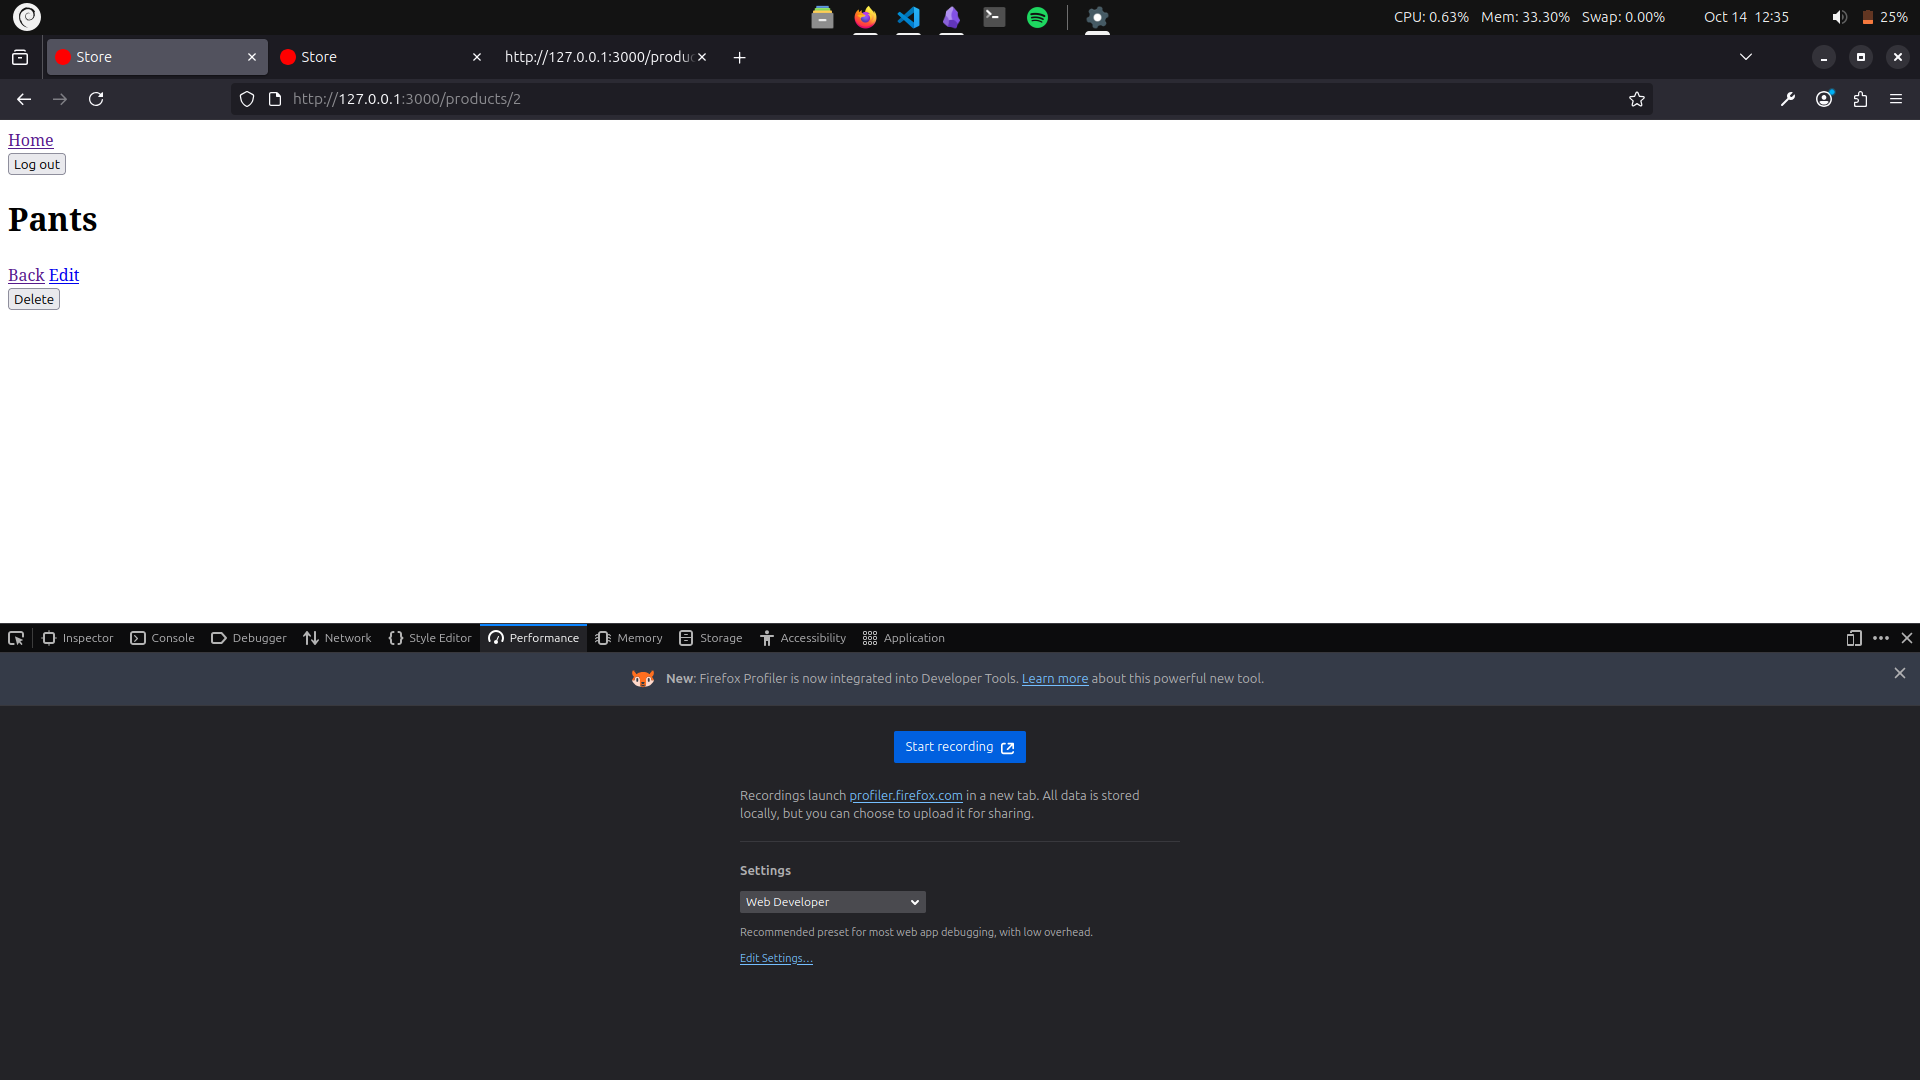 CPU: 0.63% Mem: 33.30% Swap: 0.00% Oct 14 12:35 25%
Store Store http://127.0.0.1:3000/produc
http://127.0.0.1:3000/products/2
Home
Log out
Pants
Back Edit
Delete
Inspector Console Debugger Network Style Editor Performance Memory Storage Accessibility Application
New: Firefox Profiler is now integrated into Developer Tools. Learn more about this powerful new tool.
Start recording
Recordings launch profiler.firefox.com in a new tab. All data is stored
locally, but you can choose to upload it for sharing.
Settings
Web Developer
Recommended preset for most web app debugging, with low overhead.
Edit Settings…